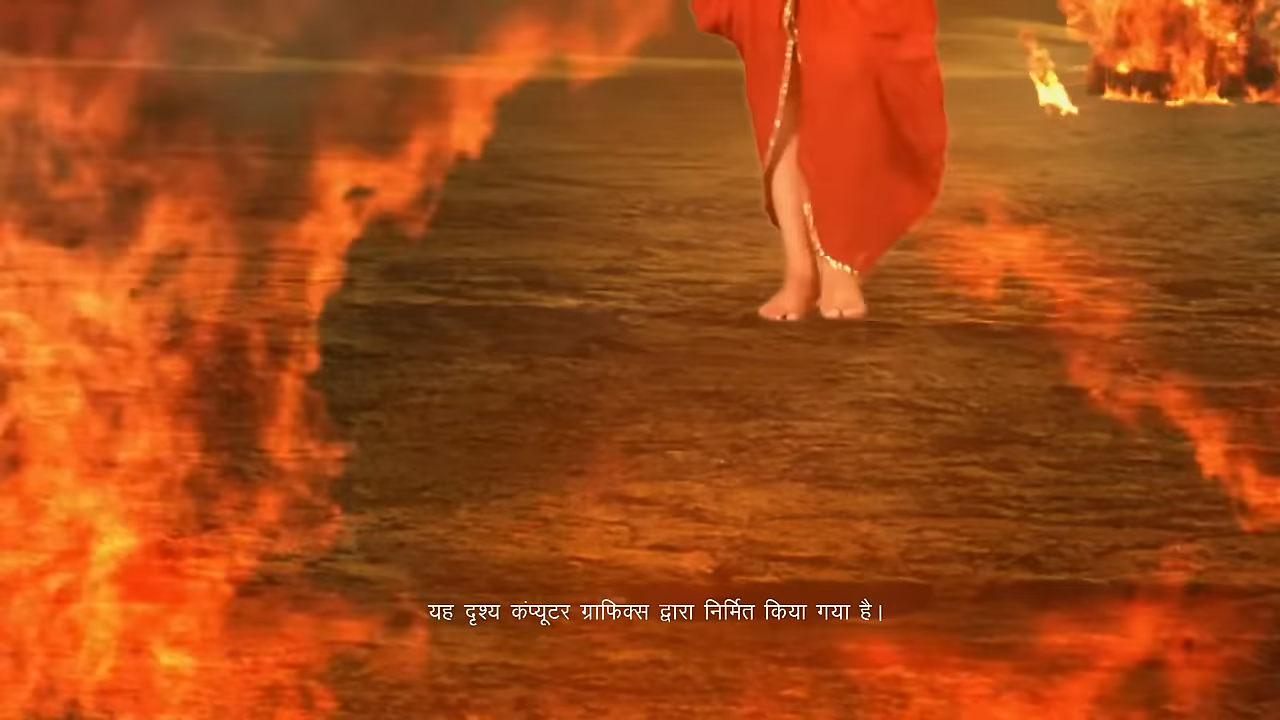 यह दृश्य कंप्यूटर ग्राफिक्स द्वारा निर्मित किया गया है।